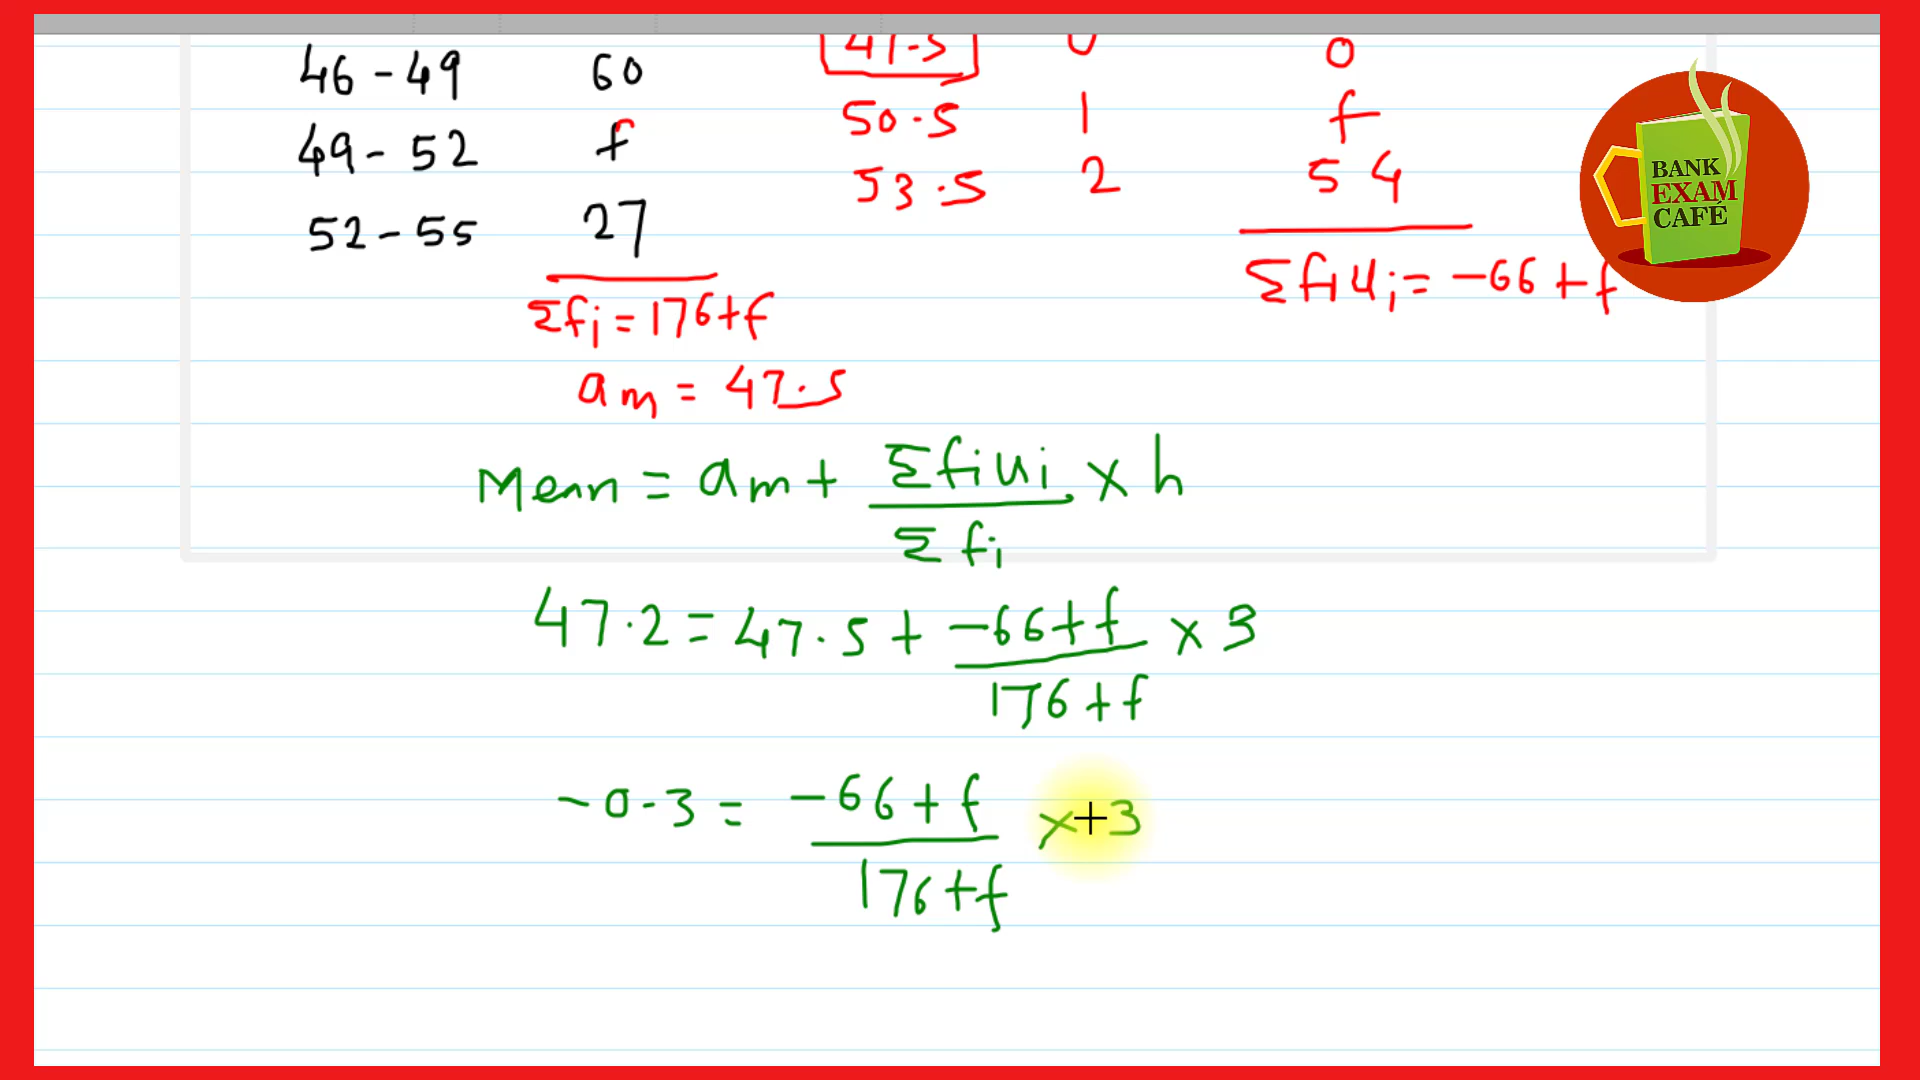 46 - 49 60 47.5 0 0
49 - 52 f 50.5 1 f
52 - 55 27 53.5 2 54
Σfi = 176+f Σfiui = -66+f
am = 47.5
Mean = am + Σfiui / Σfi × h
47.2 = 47.5 + -66+f / 176+f × 3
-0.3 = -66+f / 176+f × 3
BANK
EXAM
CAFÉ